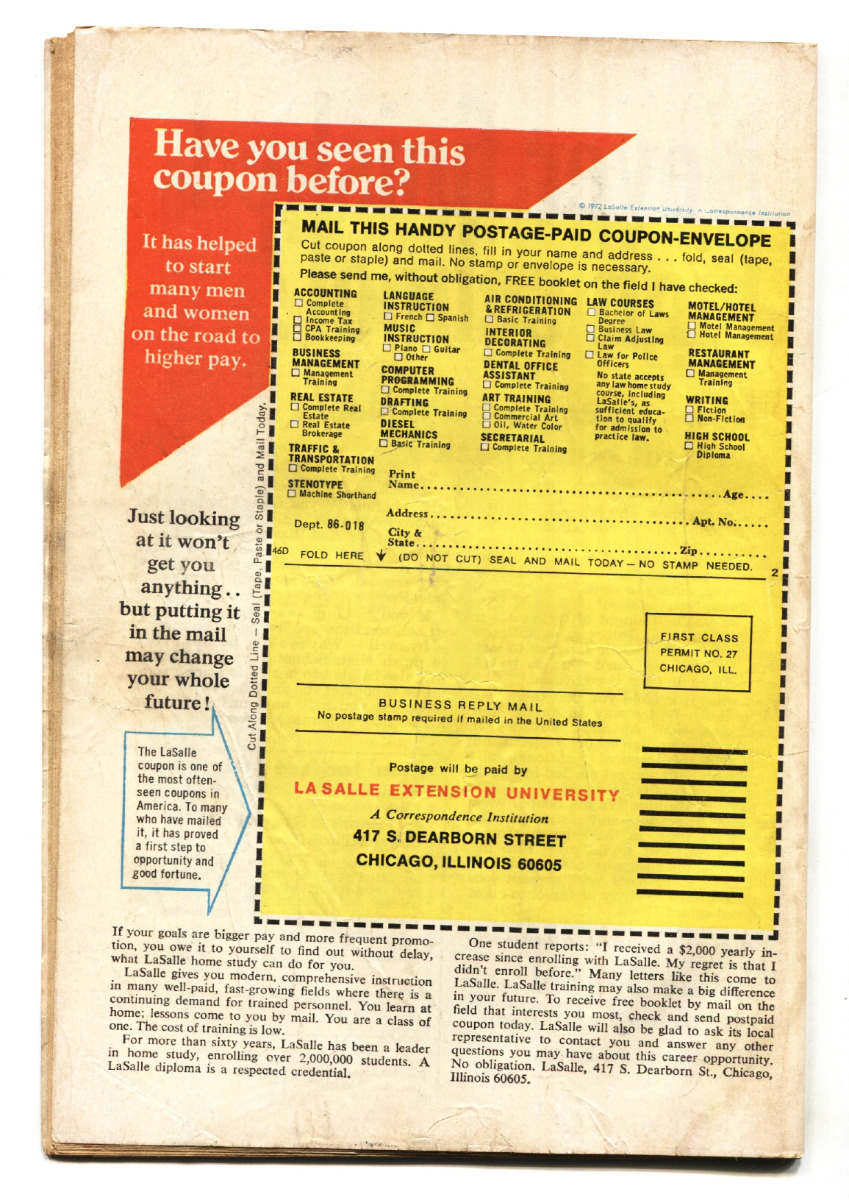 Have you seen this
coupon before?
It has helped
to start
many men
and women
on the road to
higher pay.
Just looking
at it won't
get you
anything..
but putting it
in the mail
may change
your whole
future!
The LaSalle
coupon is one of
the most often-
seen coupons in
America. To many
who have mailed
it, it has proved
a first step to
opportunity and
good fortune.
© 1972 LaSalle Extension University. A Correspondence Institution
Cut Along Dotted Line — Seal (Tape, Paste or Staple) and Mail Today.
MAIL THIS HANDY POSTAGE-PAID COUPON-ENVELOPE
Cut coupon along dotted lines, fill in your name and address . . . fold, seal (tape,
paste or staple) and mail. No stamp or envelope is necessary.
Please send me, without obligation, FREE booklet on the field I have checked:
ACCOUNTING
☐ Complete
Accounting
☐ Income Tax
☐ CPA Training
☐ Bookkeeping
BUSINESS
MANAGEMENT
☐ Management
Training
REAL ESTATE
☐ Complete Real
Estate
☐ Real Estate
Brokerage
TRAFFIC &
TRANSPORTATION
☐ Complete Training
STENOTYPE
☐ Machine Shorthand
LANGUAGE
INSTRUCTION
☐ French ☐ Spanish
MUSIC
INSTRUCTION
☐ Piano ☐ Guitar
☐ Other
COMPUTER
PROGRAMMING
☐ Complete Training
DRAFTING
☐ Complete Training
DIESEL
MECHANICS
☐ Basic Training
AIR CONDITIONING
& REFRIGERATION
☐ Basic Training
INTERIOR
DECORATING
☐ Complete Training
DENTAL OFFICE
ASSISTANT
☐ Complete Training
ART TRAINING
☐ Complete Training
☐ Commercial Art
☐ Oil, Water Color
SECRETARIAL
☐ Complete Training
LAW COURSES
☐ Bachelor of Laws
Degree
☐ Business Law
☐ Claim Adjusting
Law
☐ Law for Police
Officers
No state accepts
any law home study
course, including
LaSalle's, as
sufficient educa-
tion to qualify
for admission to
practice law.
MOTEL/HOTEL
MANAGEMENT
☐ Motel Management
☐ Hotel Management
RESTAURANT
MANAGEMENT
☐ Management
Training
WRITING
☐ Fiction
☐ Non-Fiction
HIGH SCHOOL
☐ High School
Diploma
Print
Name.......... Age....
Address.......... Apt. No......
Dept. 86-018
City &
State.......... Zip..........
46D FOLD HERE ↓ (DO NOT CUT) SEAL AND MAIL TODAY — NO STAMP NEEDED. 2
FIRST CLASS
PERMIT NO. 27
CHICAGO, ILL.
BUSINESS REPLY MAIL
No postage stamp required if mailed in the United States
Postage will be paid by
LA SALLE EXTENSION UNIVERSITY
A Correspondence Institution
417 S. DEARBORN STREET
CHICAGO, ILLINOIS 60605
If your goals are bigger pay and more frequent promo-
tion, you owe it to yourself to find out without delay,
what LaSalle home study can do for you.
LaSalle gives you modern, comprehensive instruction
in many well-paid, fast-growing fields where there is a
continuing demand for trained personnel. You learn at
home; lessons come to you by mail. You are a class of
one. The cost of training is low.
For more than sixty years, LaSalle has been a leader
in home study, enrolling over 2,000,000 students. A
LaSalle diploma is a respected credential.
One student reports: "I received a $2,000 yearly in-
crease since enrolling with LaSalle. My regret is that I
didn't enroll before." Many letters like this come to
LaSalle. LaSalle training may also make a big difference
in your future. To receive free booklet by mail on the
field that interests you most, check and send postpaid
coupon today. LaSalle will also be glad to ask its local
representative to contact you and answer any other
questions you may have about this career opportunity.
No obligation. LaSalle, 417 S. Dearborn St., Chicago,
Illinois 60605.